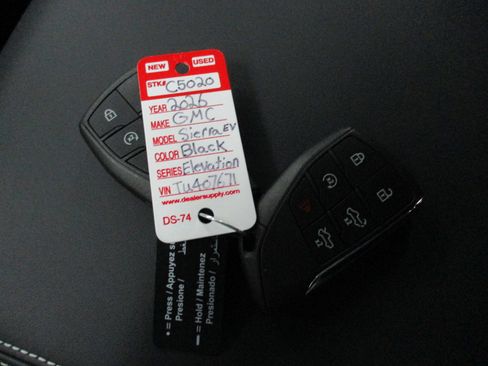 NEW USED
STK# C5020
YEAR 2026
MAKE GMC
MODEL Sierra EV
COLOR Black
SERIES Elevation
VIN TU407671
www.dealersupply.com
DS-74
• = Press / Appuyez su
Presione /
— = Hold / Maintenez
Presionado /